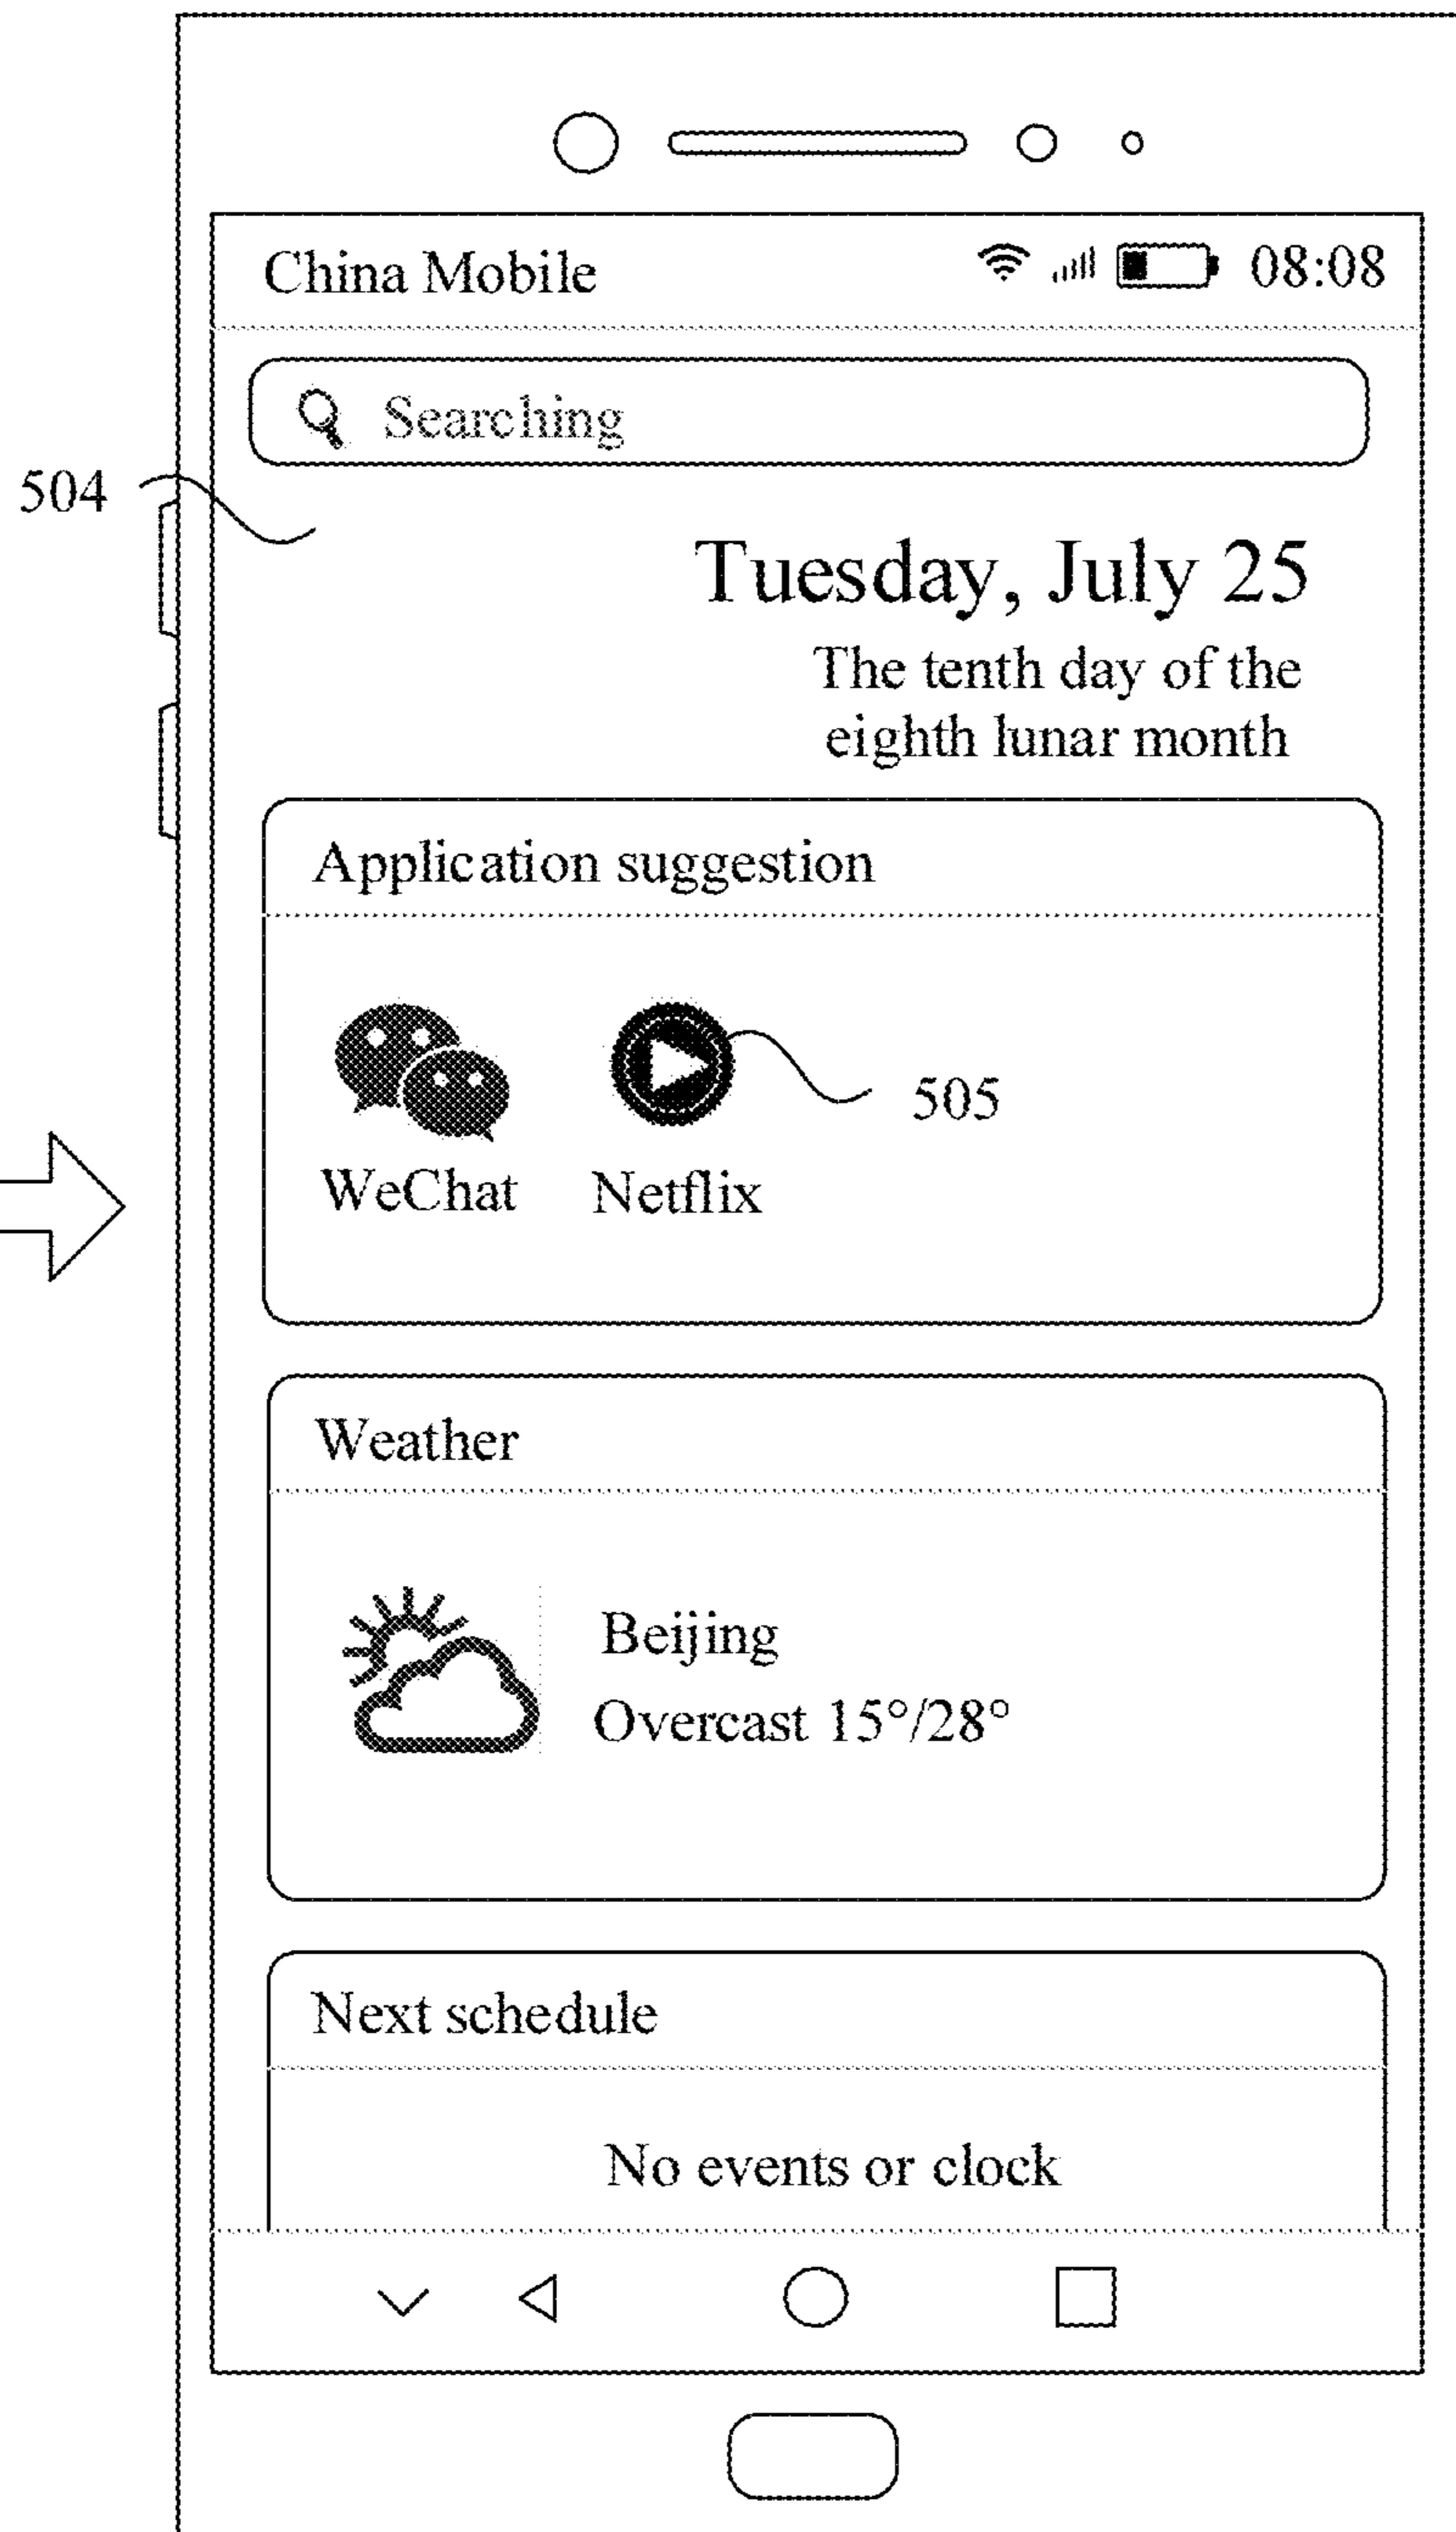 China Mobile 08:08
Searching
504
Tuesday, July 25
The tenth day of the
eighth lunar month
Application suggestion
505
WeChat Netflix
Weather
Beijing
Overcast 15°/28°
Next schedule
No events or clock